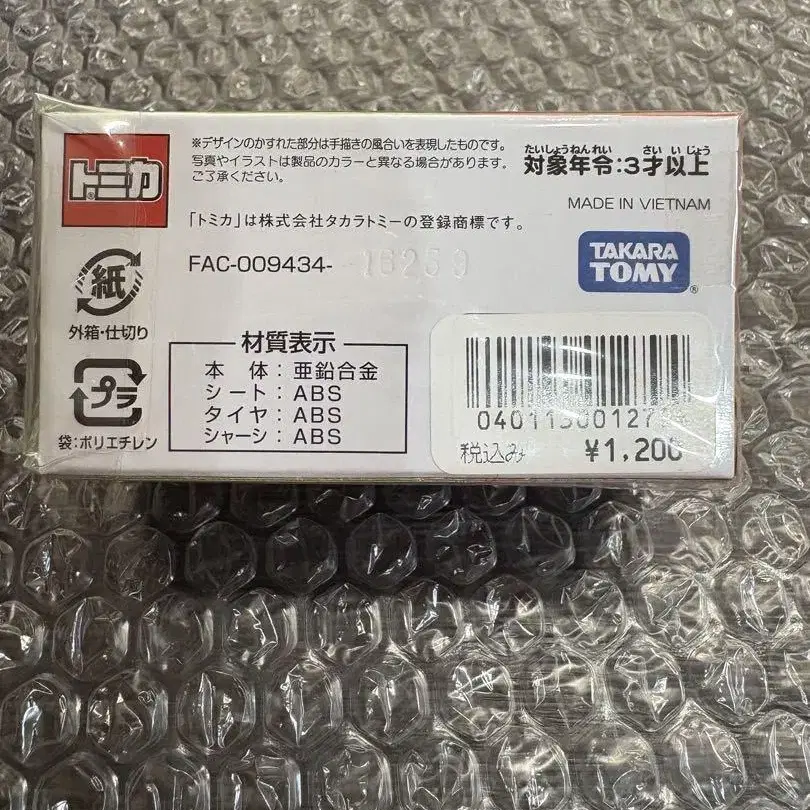 トミカ
※デザインのかすれた部分は手描きの風合いを表現したものです。
写真やイラストは製品のカラーと異なる場合があります。
ご了承ください。
たいしょうねんれい さい いじょう
対象年令:3才以上
MADE IN VIETNAM
「トミカ」は株式会社タカラトミーの登録商標です。
FAC-009434-
TAKARA
TOMY
紙
外箱・仕切り
プラ
袋:ポリエチレン
材質表示
本 体 : 亜鉛合金
シート : ABS
タイヤ : ABS
シャーシ : ABS
税込み
¥1,200